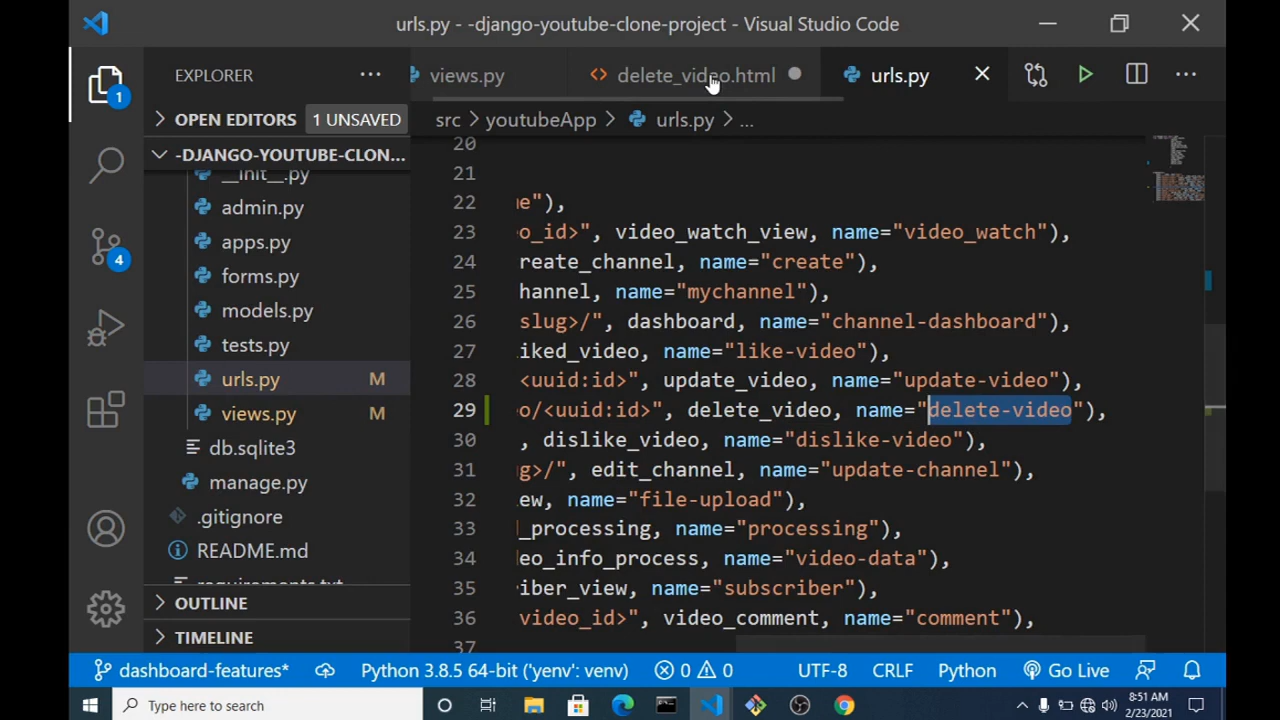 urls.py - -django-youtube-clone-project - Visual Studio Code
EXPLORER
views.py
delete_video.html
urls.py
OPEN EDITORS 1 UNSAVED
src > youtubeApp > urls.py > ...
-DJANGO-YOUTUBE-CLON...
__init__.py
admin.py
apps.py
forms.py
models.py
tests.py
urls.py M
views.py M
db.sqlite3
manage.py
.gitignore
README.md
requirements.txt
OUTLINE
TIMELINE
1
4
20
21
22 me"),
23 o_id>", video_watch_view, name="video_watch"),
24 reate_channel, name="create"),
25 hannel, name="mychannel"),
26 slug>/", dashboard, name="channel-dashboard"),
27 iked_video, name="like-video"),
28 <uuid:id>", update_video, name="update-video"),
29 o/<uuid:id>", delete_video, name="delete-video"),
30 , dislike_video, name="dislike-video"),
31 g>/", edit_channel, name="update-channel"),
32 ew, name="file-upload"),
33 d_processing, name="processing"),
34 eo_info_process, name="video-data"),
35 iber_view, name="subscriber"),
36 video_id>", video_comment, name="comment"),
37
dashboard-features* Python 3.8.5 64-bit ('yenv': venv) 0 0 UTF-8 CRLF Python Go Live
Type here to search
8:51 AM
2/23/2021